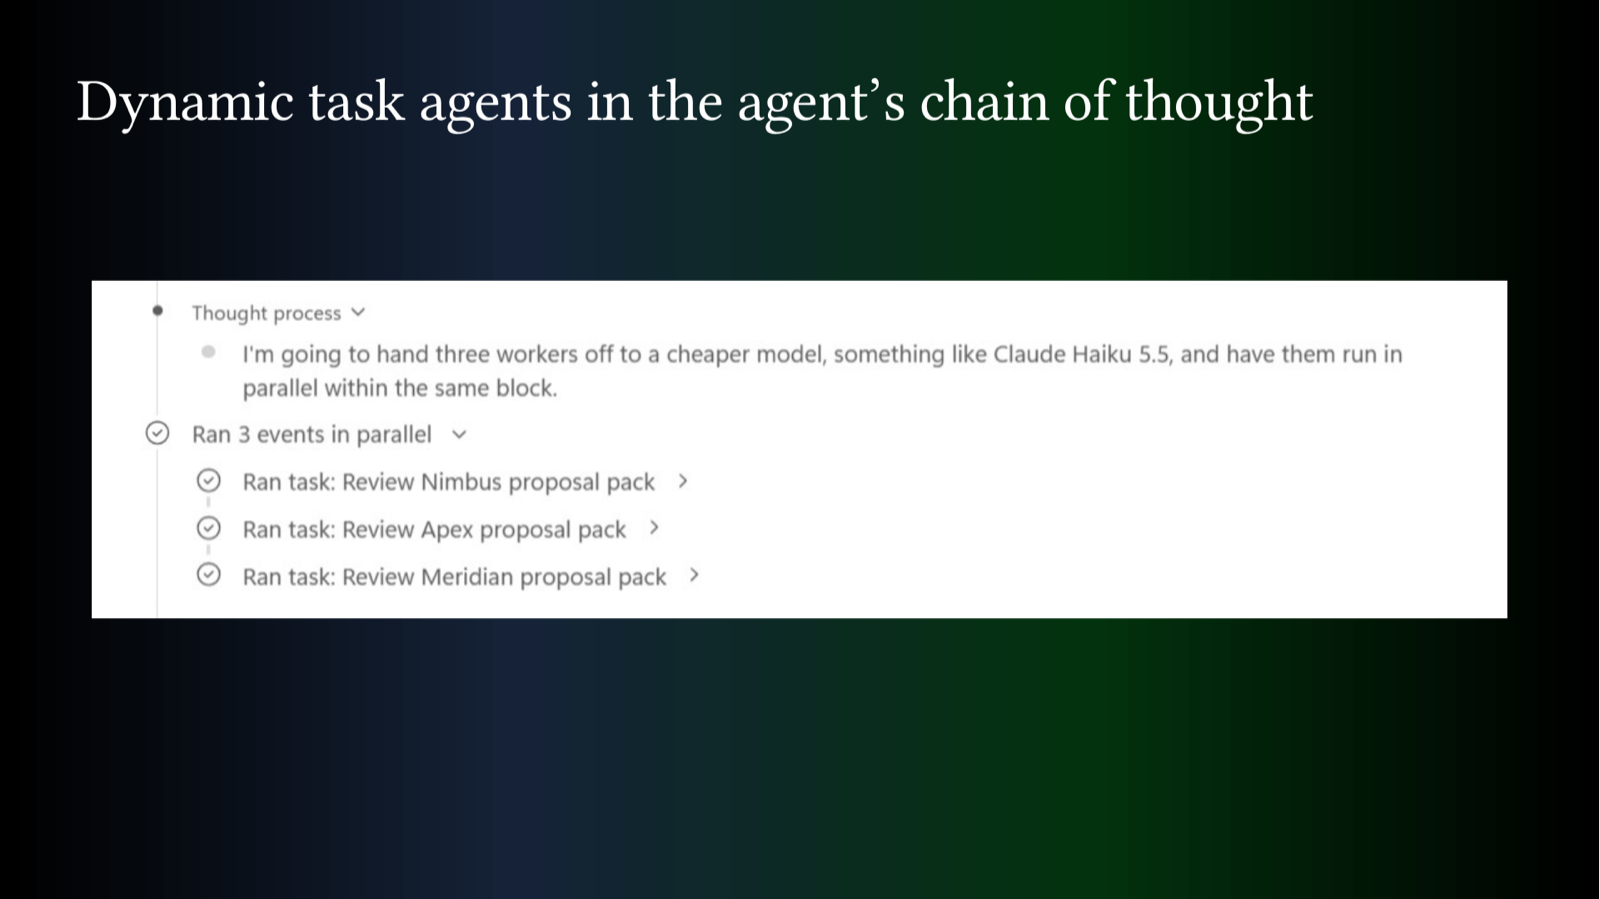 Dynamic task agents in the agent’s chain of thought
Thought process
I'm going to hand three workers off to a cheaper model, something like Claude Haiku 5.5, and have them run in
parallel within the same block.
Ran 3 events in parallel
Ran task: Review Nimbus proposal pack
Ran task: Review Apex proposal pack
Ran task: Review Meridian proposal pack